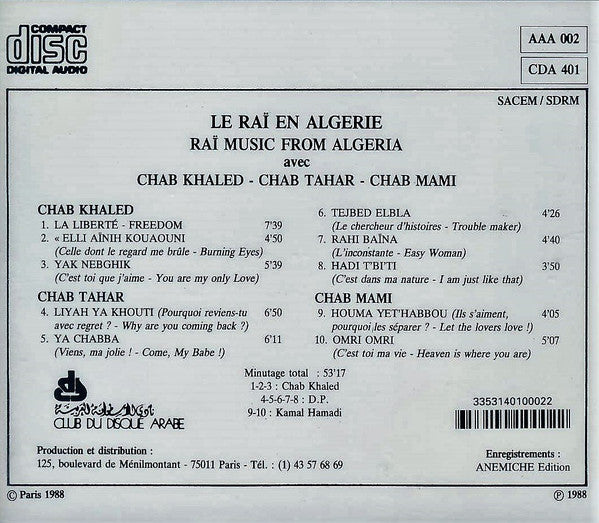 COMPACT
disc
DIGITAL AUDIO
AAA 002
CDA 401
SACEM / SDRM
LE RAÏ EN ALGERIE
RAÏ MUSIC FROM ALGERIA
avec
CHAB KHALED - CHAB TAHAR - CHAB MAMI
CHAB KHALED
1. LA LIBERTÉ - FREEDOM 7'39
2. « ELLI AÏNIH KOUAOUNI 4'50
(Celle dont le regard me brûle - Burning Eyes)
3. YAK NEBGHIK 5'39
(C'est toi que j'aime - You are my only Love)
CHAB TAHAR
4. LIYAH YA KHOUTI (Pourquoi reviens-tu 6'50
avec regret ? - Why are you coming back ?)
5. YA CHABBA 6'11
(Viens, ma jolie ! - Come, My Babe !)
6. TEJBED ELBLA 4'26
(Le chercheur d'histoires - Trouble maker)
7. RAHI BAÏNA 4'40
(L'inconstante - Easy Woman)
8. HADI T'BI'TI 3'50
(C'est dans ma nature - I am just like that)
CHAB MAMI
9. HOUMA YET'HABBOU (Ils s'aiment, 4'05
pourquoi les séparer ? - Let the lovers love !)
10. OMRI OMRI 5'07
(C'est toi ma vie - Heaven is where you are)
Minutage total : 53'17
1-2-3 : Chab Khaled
4-5-6-7-8 : D.P.
9-10 : Kamal Hamadi
CLUB DU DISQUE ARABE
3353140100022
Production et distribution :
125, boulevard de Ménilmontant - 75011 Paris - Tél. : (1) 43 57 68 69
Enregistrements :
ANEMICHE Edition
© Paris 1988
℗ 1988